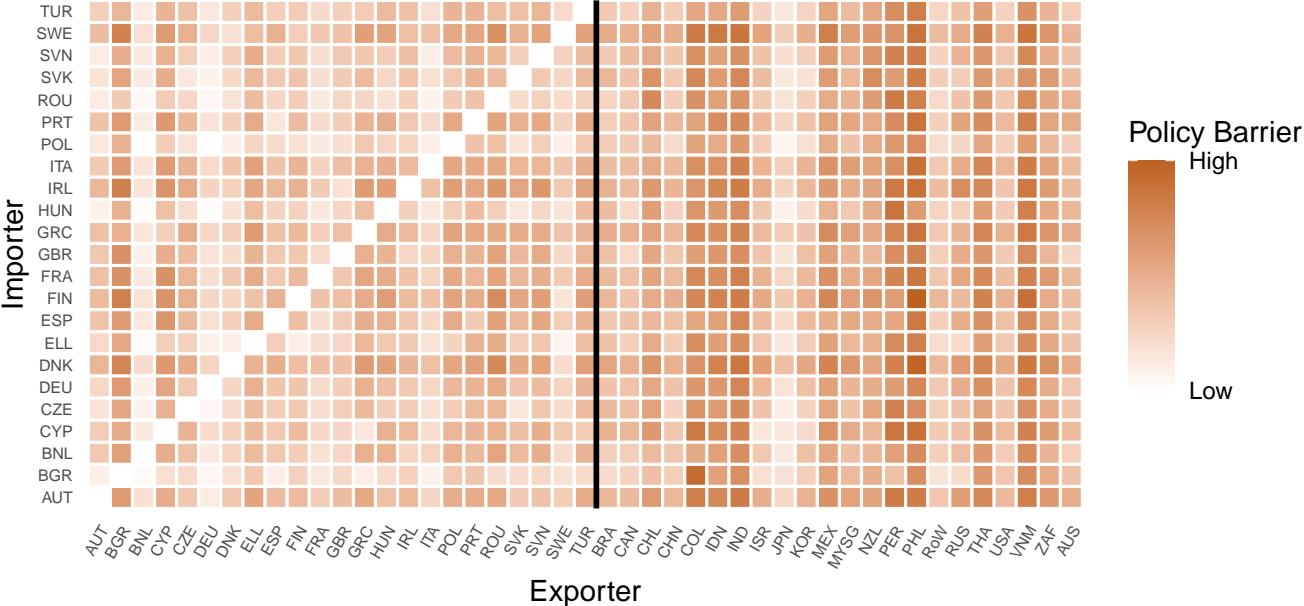 TUR
SWE
SVN
SVK
ROU
PRT
POL
ITA
IRL
HUN
GRC
GBR
FRA
FIN
ESP
ELL
DNK
DEU
CZE
CYP
BNL
BGR
AUT
Importer
AUT BGR BNL CYP CZE DEU DNK ELL ESP FIN FRA GBR GRC HUN IRL ITA POL PRT ROU SVK SVN SWE TUR BRA CAN CHL CHN COL IDN IND ISR JPN KOR MEX MYSG NZL PER PHL RoW RUS THA USA VNM ZAF AUS
Exporter
Policy Barrier
High
Low